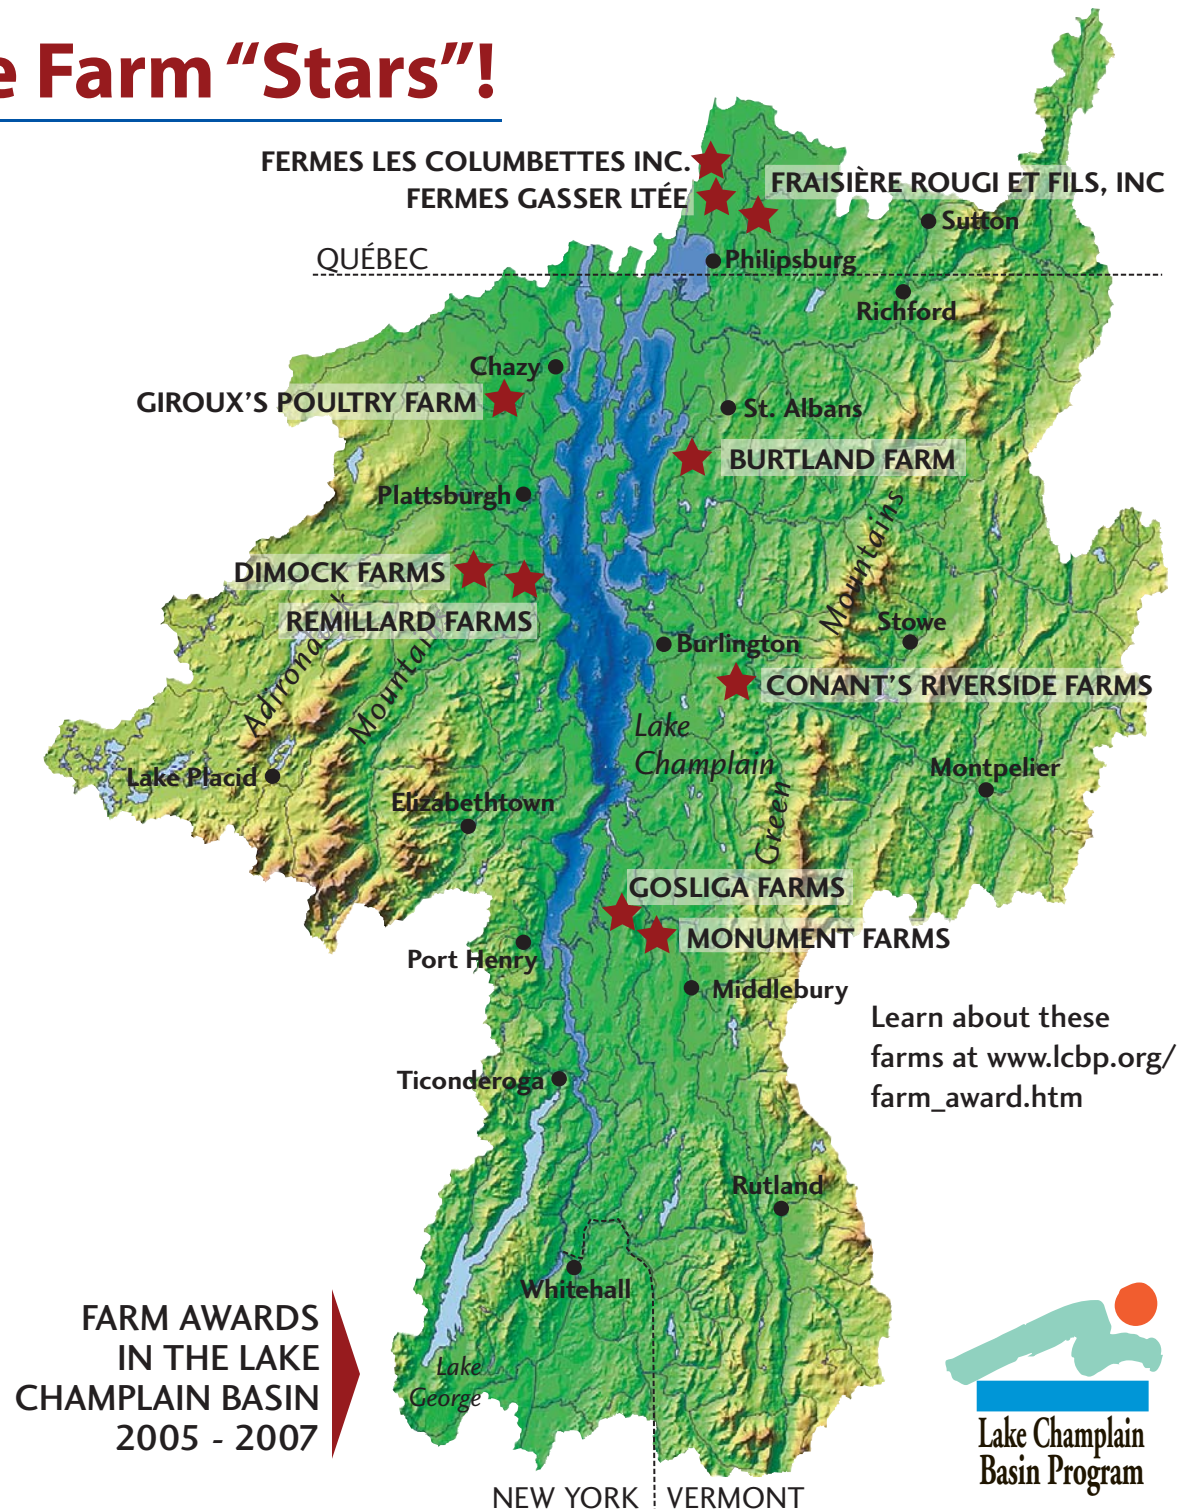 e Farm “Stars”!
FERMES LES COLUMBETTES INC.
FRAISIÈRE ROUGI ET FILS, INC
FERMES GASSER LTÉE
Sutton
QUÉBEC
Philipsburg
Richford
Chazy
GIROUX’S POULTRY FARM
St. Albans
BURTLAND FARM
Plattsburgh
DIMOCK FARMS
REMILLARD FARMS
Mountains
Stowe
Burlington
CONANT’S RIVERSIDE FARMS
Lake
Champlain
Lake Placid
Montpelier
Elizabethtown
Green
GOSLIGA FARMS
MONUMENT FARMS
Port Henry
Middlebury
Learn about these
farms at www.lcbp.org/
farm_award.htm
Ticonderoga
Rutland
Whitehall
FARM AWARDS
IN THE LAKE
CHAMPLAIN BASIN
2005 - 2007
Lake
George
Lake Champlain
Basin Program
NEW YORK
VERMONT